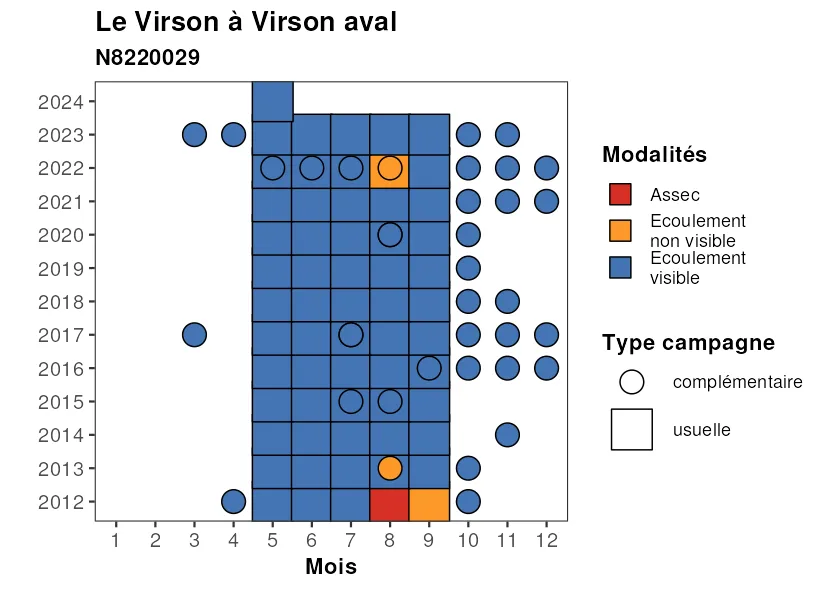 Le Virson à Virson aval
N8220029
2024
2023
2022
2021
2020
2019
2018
2017
2016
2015
2014
2013
2012
1 2 3 4 5 6 7 8 9 10 11 12
Mois
Modalités
Assec
Ecoulement
non visible
Ecoulement
visible
Type campagne
complémentaire
usuelle